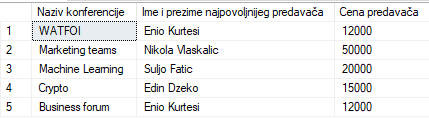 Naziv konferencije Ime i prezime najpovoljnijeg predavača Cena predavača
1 WATFOI Enio Kurtesi 12000
2 Marketing teams Nikola Vlaskalic 50000
3 Machine Learning Suljo Fatic 20000
4 Crypto Edin Dzeko 15000
5 Business forum Enio Kurtesi 12000